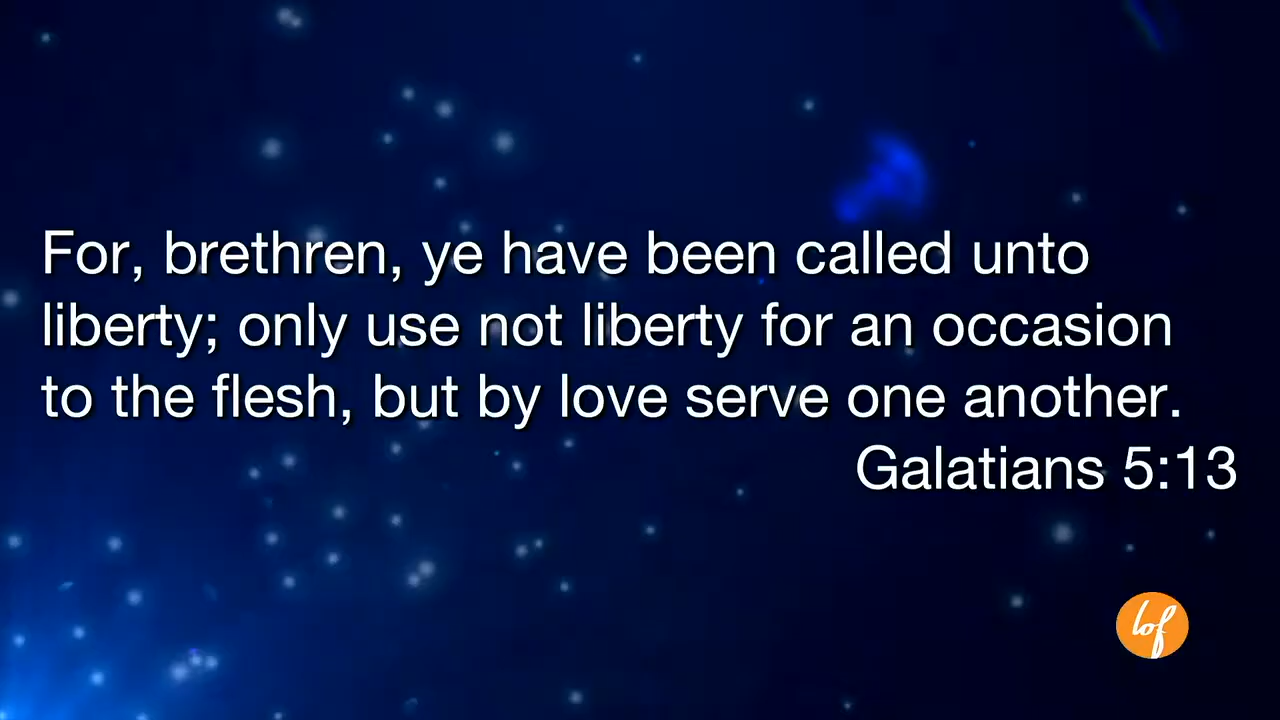 For, brethren, ye have been called unto
liberty; only use not liberty for an occasion
to the flesh, but by love serve one another.
Galatians 5:13
lof